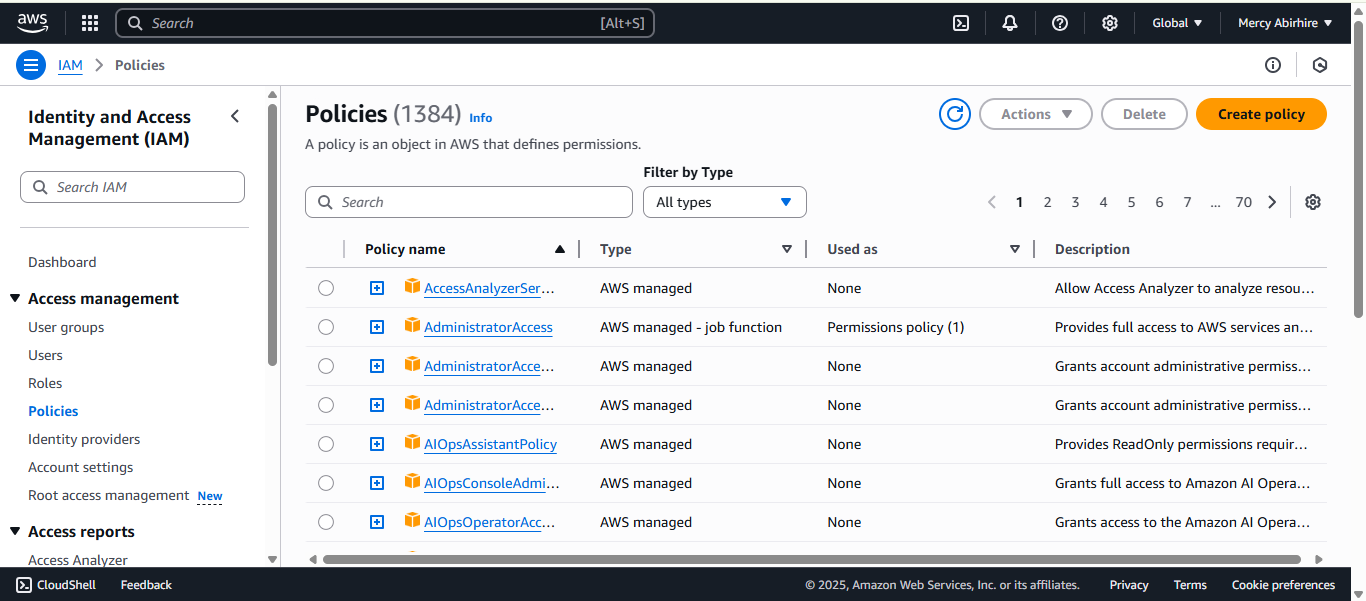 aws Search [Alt+S] Global Mercy Abirhire
IAM Policies
Identity and Access
Management (IAM)
Search IAM
Dashboard
Access management
User groups
Users
Roles
Policies
Identity providers
Account settings
Root access management New
Access reports
Access Analyzer
Policies (1384) Info
A policy is an object in AWS that defines permissions.
Actions Delete Create policy
Filter by Type
Search All types 1 2 3 4 5 6 7 ... 70
Policy name Type Used as Description
AccessAnalyzerSer... AWS managed None Allow Access Analyzer to analyze resou...
AdministratorAccess AWS managed - job function Permissions policy (1) Provides full access to AWS services an...
AdministratorAcce... AWS managed None Grants account administrative permiss...
AdministratorAcce... AWS managed None Grants account administrative permiss...
AIOpsAssistantPolicy AWS managed None Provides ReadOnly permissions requir...
AIOpsConsoleAdmi... AWS managed None Grants full access to Amazon AI Opera...
AIOpsOperatorAcc... AWS managed None Grants access to the Amazon AI Opera...
CloudShell Feedback © 2025, Amazon Web Services, Inc. or its affiliates. Privacy Terms Cookie preferences